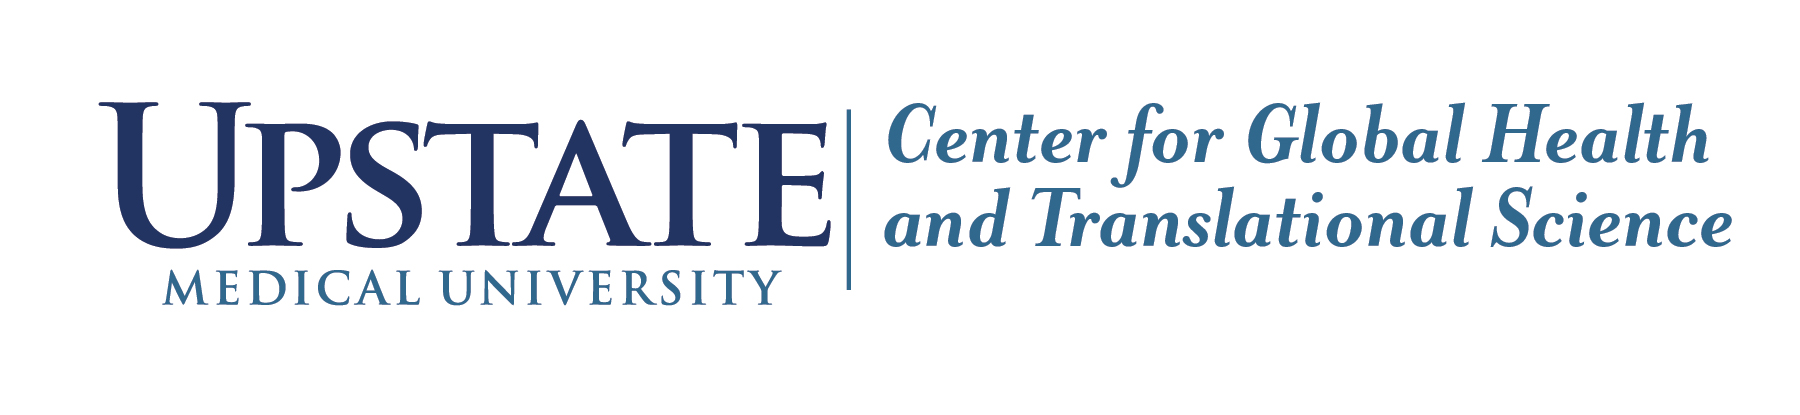 UPSTATE
MEDICAL UNIVERSITY
Center for Global Health
and Translational Science